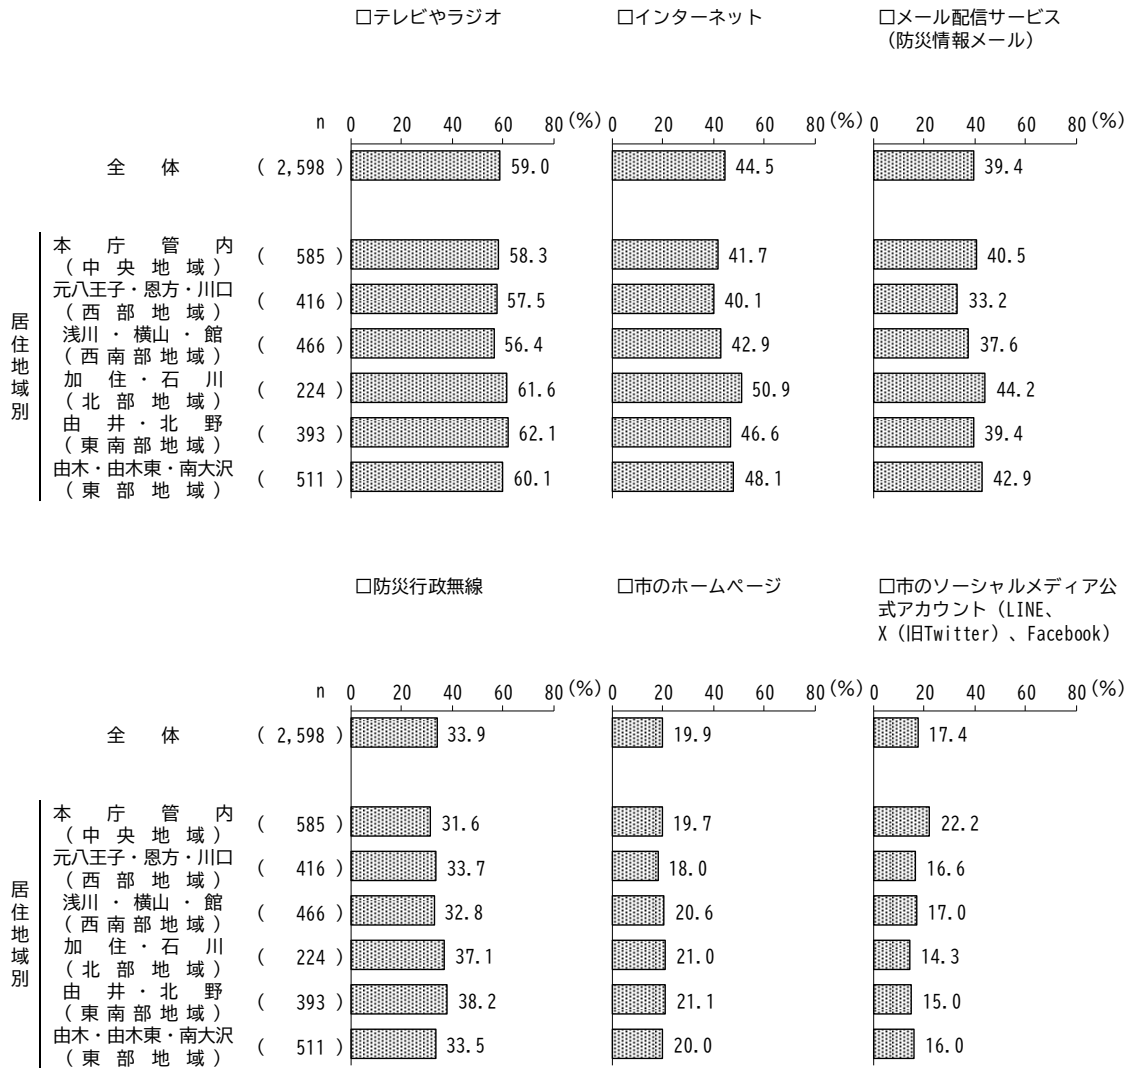 □テレビやラジオ □インターネット □メール配信サービス
（防災情報メール）
n 0 20 40 60 80 (%) 0 20 40 60 80 (%) 0 20 40 60 80 (%)
全体 ( 2,598 ) 59.0 44.5 39.4
居住地域別
本庁管内
（中央地域） ( 585 ) 58.3 41.7 40.5
元八王子・恩方・川口
（西部地域） ( 416 ) 57.5 40.1 33.2
浅川・横山・館
（西南部地域） ( 466 ) 56.4 42.9 37.6
加住・石川
（北部地域） ( 224 ) 61.6 50.9 44.2
由井・北野
（東南部地域） ( 393 ) 62.1 46.6 39.4
由木・由木東・南大沢
（東部地域） ( 511 ) 60.1 48.1 42.9
□防災行政無線 □市のホームページ □市のソーシャルメディア公
式アカウント（LINE、
X（旧Twitter）、Facebook）
n 0 20 40 60 80 (%) 0 20 40 60 80 (%) 0 20 40 60 80 (%)
全体 ( 2,598 ) 33.9 19.9 17.4
居住地域別
本庁管内
（中央地域） ( 585 ) 31.6 19.7 22.2
元八王子・恩方・川口
（西部地域） ( 416 ) 33.7 18.0 16.6
浅川・横山・館
（西南部地域） ( 466 ) 32.8 20.6 17.0
加住・石川
（北部地域） ( 224 ) 37.1 21.0 14.3
由井・北野
（東南部地域） ( 393 ) 38.2 21.1 15.0
由木・由木東・南大沢
（東部地域） ( 511 ) 33.5 20.0 16.0